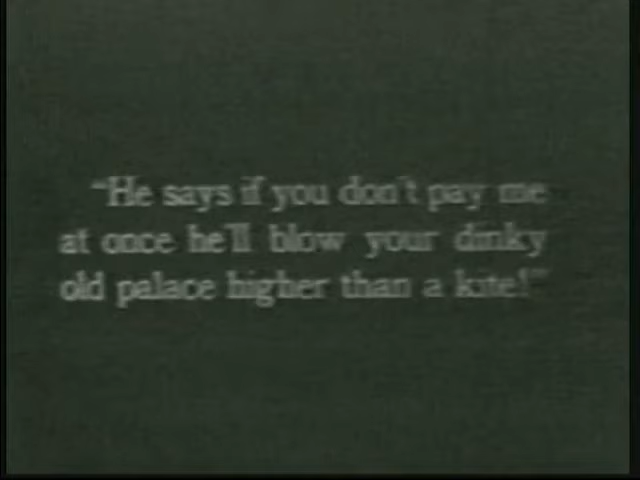 “He says if you don't pay me
at once he'll blow your dinky
old palace higher than a kite!”